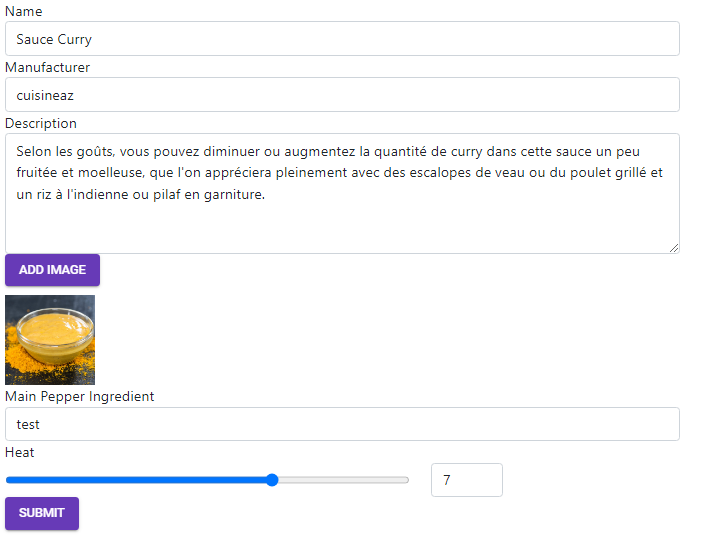 Name
Sauce Curry
Manufacturer
cuisineaz
Description
Selon les goûts, vous pouvez diminuer ou augmentez la quantité de curry dans cette sauce un peu
fruitée et moelleuse, que l'on appréciera pleinement avec des escalopes de veau ou du poulet grillé et
un riz à l'indienne ou pilaf en garniture.
ADD IMAGE
Main Pepper Ingredient
test
Heat
7
SUBMIT